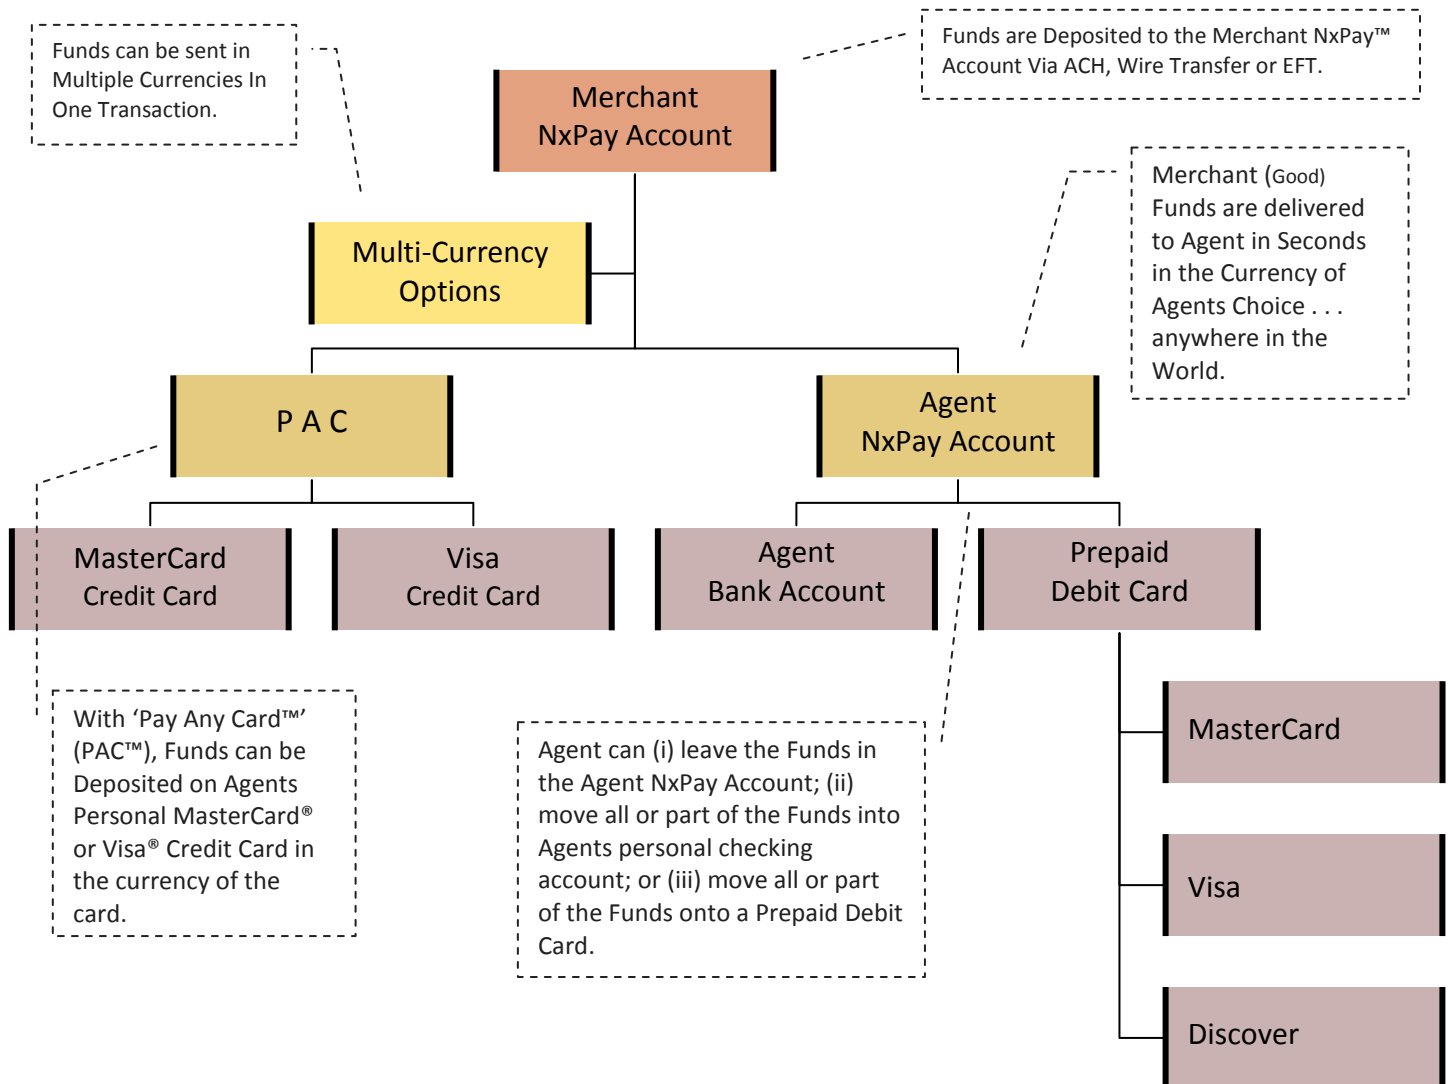 Funds can be sent in
Multiple Currencies In
One Transaction.
Merchant
NxPay Account
Funds are Deposited to the Merchant NxPay™
Account Via ACH, Wire Transfer or EFT.
Merchant (Good)
Funds are delivered
to Agent in Seconds
in the Currency of
Agents Choice . . .
anywhere in the
World.
Multi-Currency
Options
P A C
Agent
NxPay Account
MasterCard
Credit Card
Visa
Credit Card
Agent
Bank Account
Prepaid
Debit Card
With ‘Pay Any Card™’
(PAC™), Funds can be
Deposited on Agents
Personal MasterCard®
or Visa® Credit Card in
the currency of the
card.
Agent can (i) leave the Funds in
the Agent NxPay Account; (ii)
move all or part of the Funds into
Agents personal checking
account; or (iii) move all or part
of the Funds onto a Prepaid Debit
Card.
MasterCard
Visa
Discover